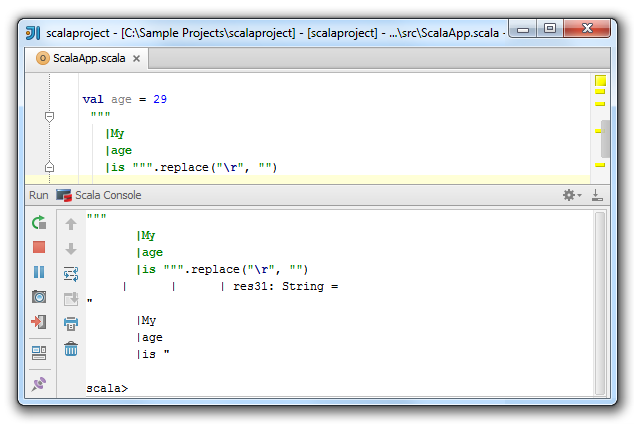 scalaproject - [C:\Sample Projects\scalaproject] - [scalaproject] - ...\src\ScalaApp.scala -
ScalaApp.scala
val age = 29
"""
|My
|age
|is """.replace("\r", "")
Run Scala Console
"""
|My
|age
|is """.replace("\r", "")
| | | res31: String =
"
|My
|age
|is "
scala>